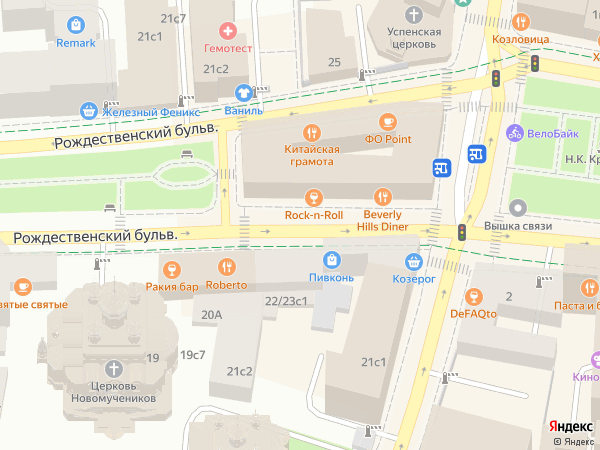 21с7
Remark
21с1
Гемотест
21с2
25
Успенская
церковь
Козловица
1
Х
Железный Феникс
Ваниль
Рождественский бульв.
Китайская
грамота
ФО Point
ВелоБайк
Н.К. Кр
Rock-n-Roll
Beverly
Hills Diner
Вышка связи
Рождественский бульв.
Ракия бар
Roberto
Пивконь
Козерог
вятые святые
22/23с1
20А
DeFAQto
2
Паста и б
19
19с7
21с2
21с1
Кино
Церковь
Новомучеников
Яндекс
© Яндекс